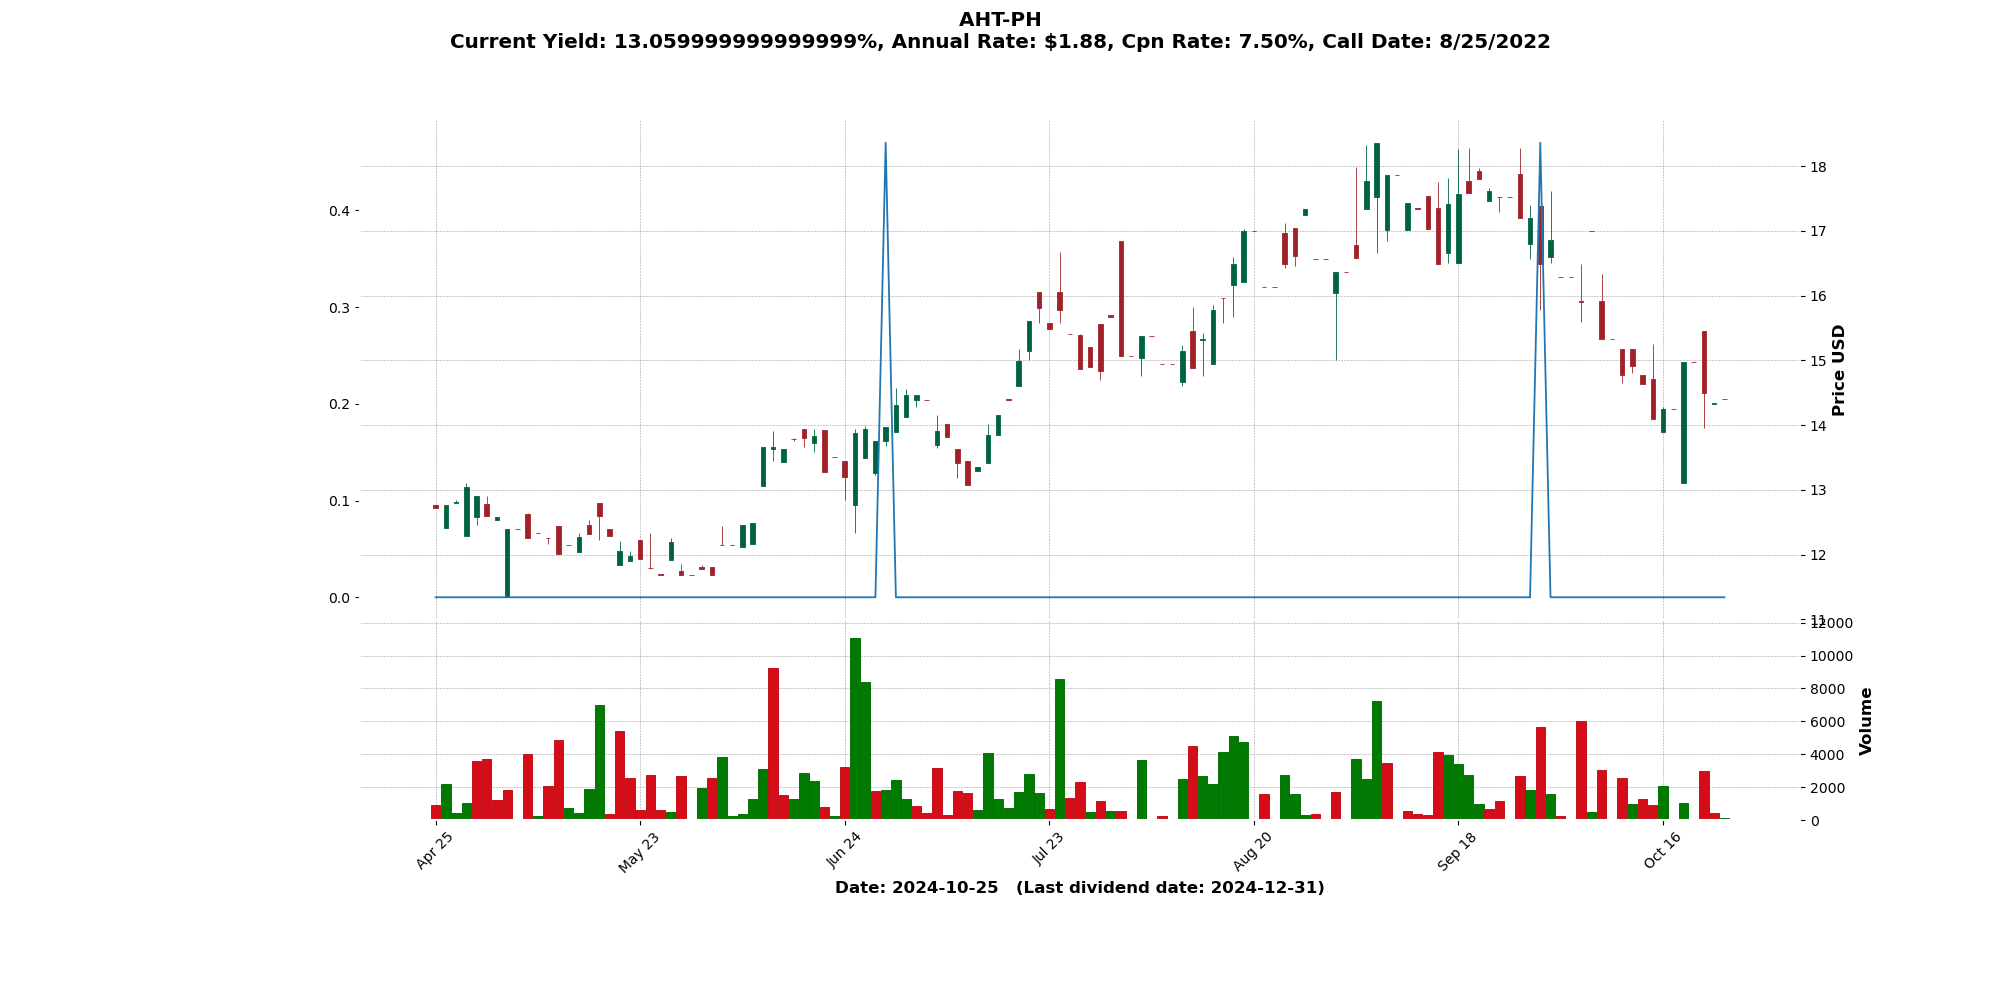 AHT-PH
Current Yield: 13.059999999999999%, Annual Rate: $1.88, Cpn Rate: 7.50%, Call Date: 8/25/2022
0.4
0.3
0.2
0.1
0.0
18
17
16
15
14
13
12
11
Price USD
12000
10000
8000
6000
4000
2000
0
Volume
Apr 25
May 23
Jun 24
Jul 23
Aug 20
Sep 18
Oct 16
Date: 2024-10-25 (Last dividend date: 2024-12-31)